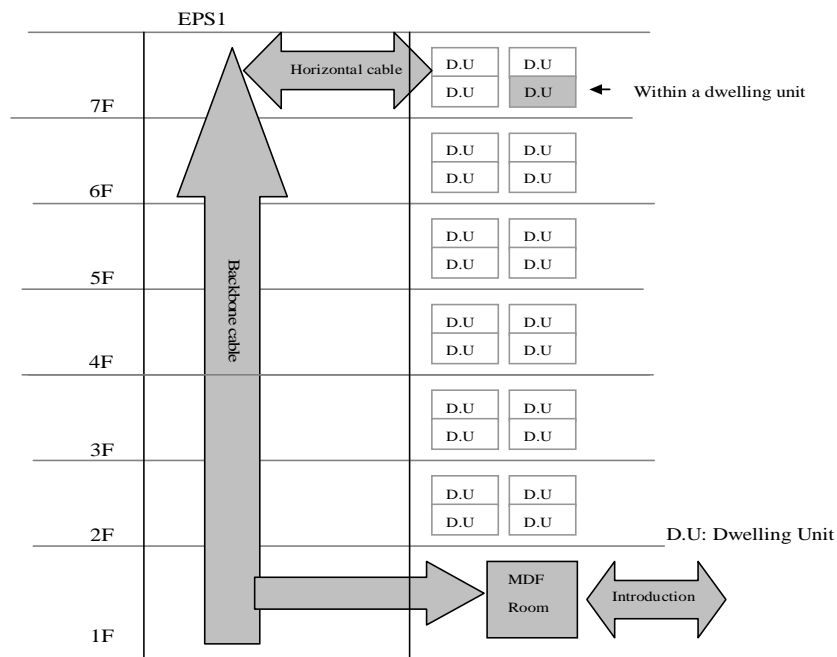 EPS1
Horizontal cable
D.U D.U
D.U D.U
Within a dwelling unit
7F
D.U D.U
D.U D.U
6F
D.U D.U
D.U D.U
5F
Backbone cable
D.U D.U
D.U D.U
4F
D.U D.U
D.U D.U
3F
D.U D.U
D.U D.U
2F
D.U: Dwelling Unit
MDF
Room
Introduction
1F